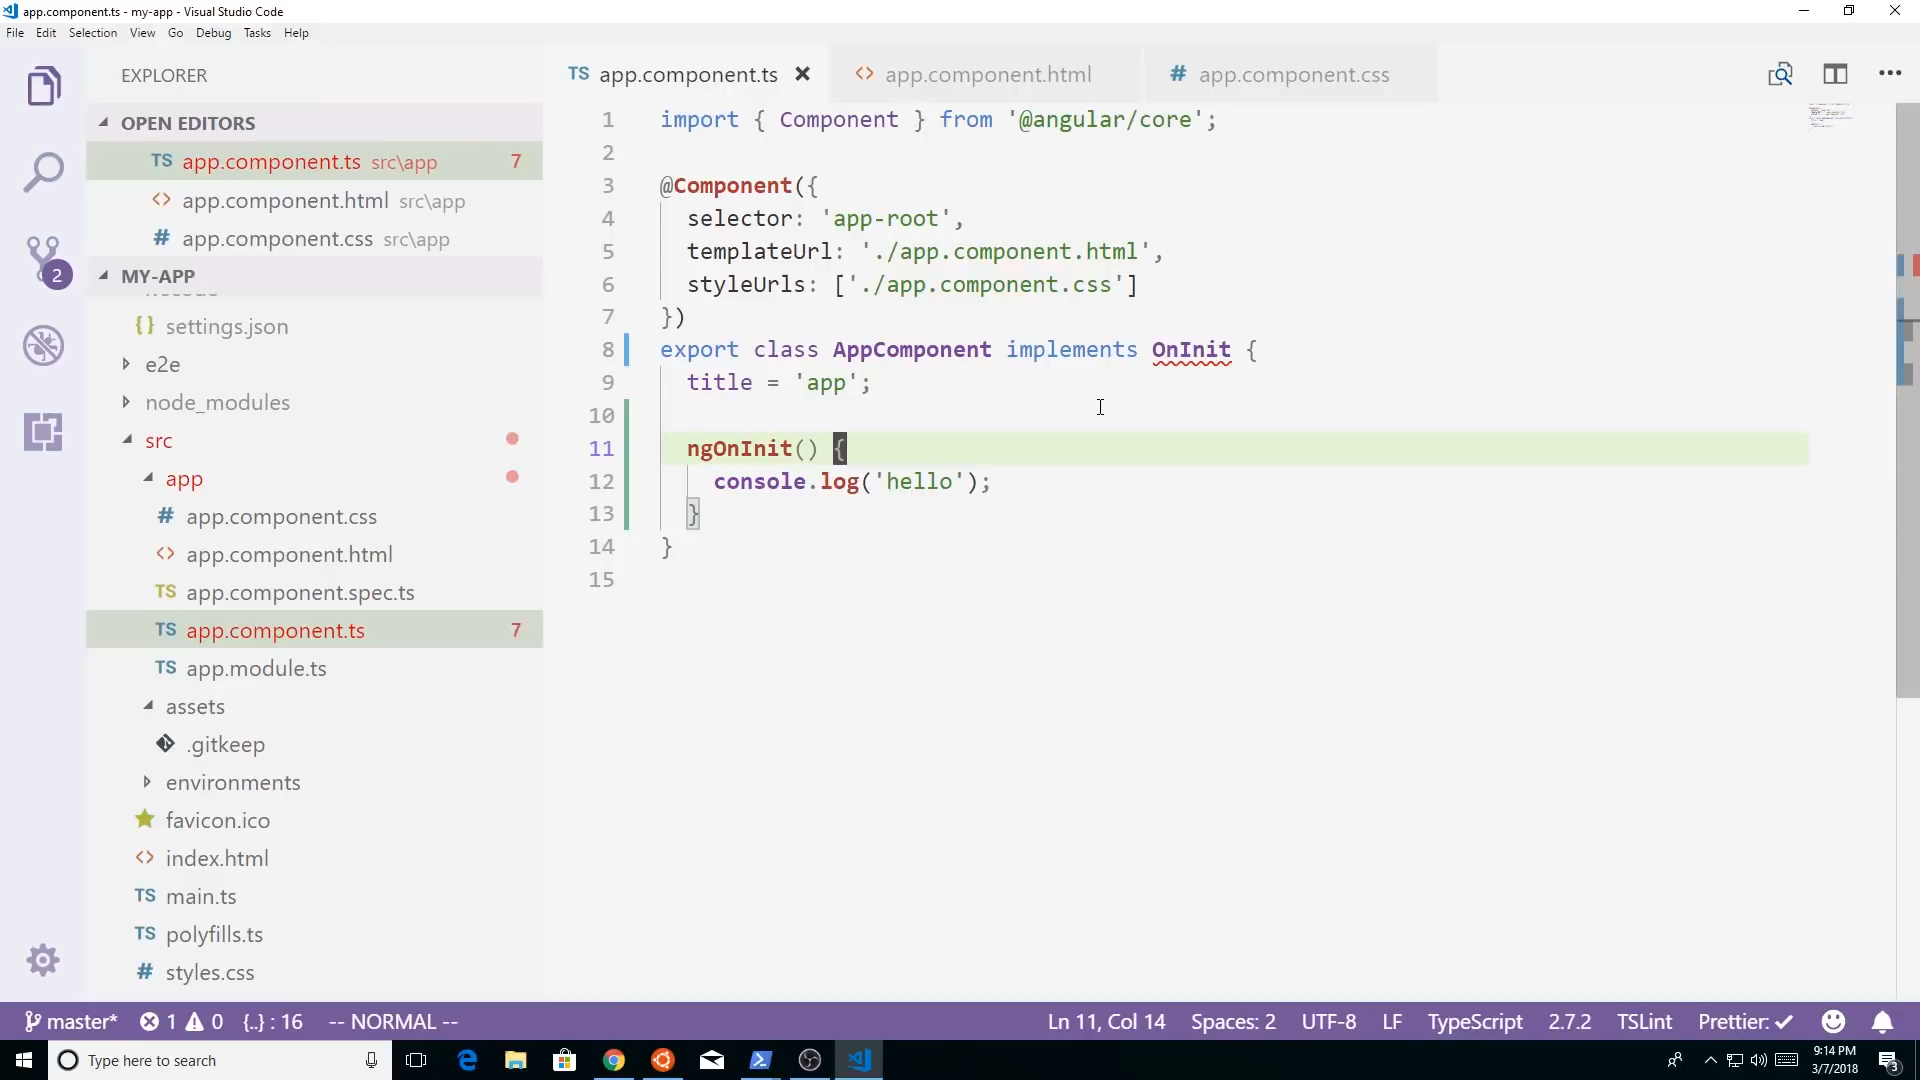 app.component.ts - my-app - Visual Studio Code
File Edit Selection View Go Debug Tasks Help
EXPLORER
OPEN EDITORS
TS app.component.ts src\app 7
<> app.component.html src\app
# app.component.css src\app
MY-APP
{} settings.json
e2e
node_modules
src
app
# app.component.css
<> app.component.html
TS app.component.spec.ts
TS app.component.ts 7
TS app.module.ts
assets
.gitkeep
environments
favicon.ico
<> index.html
TS main.ts
TS polyfills.ts
# styles.css
2
TS app.component.ts
<> app.component.html
# app.component.css
1 import { Component } from '@angular/core';
2
3 @Component({
4 selector: 'app-root',
5 templateUrl: './app.component.html',
6 styleUrls: ['./app.component.css']
7 })
8 export class AppComponent implements OnInit {
9 title = 'app';
10
11 ngOnInit() {
12 console.log('hello');
13 }
14 }
15
master* 1 0 {..} : 16 -- NORMAL -- Ln 11, Col 14 Spaces: 2 UTF-8 LF TypeScript 2.7.2 TSLint Prettier: ✓
Type here to search
9:14 PM
3/7/2018
3